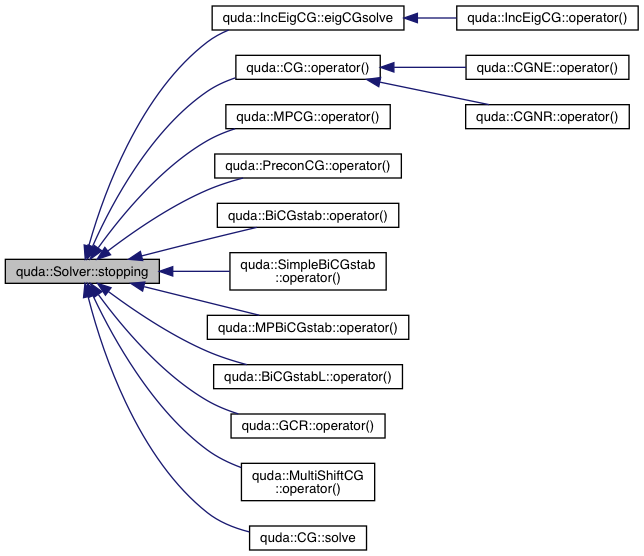 quda::IncEigCG::eigCGsolve
quda::IncEigCG::operator()
quda::CG::operator()
quda::CGNE::operator()
quda::CGNR::operator()
quda::MPCG::operator()
quda::PreconCG::operator()
quda::BiCGstab::operator()
quda::Solver::stopping
quda::SimpleBiCGstab
::operator()
quda::MPBiCGstab::operator()
quda::BiCGstabL::operator()
quda::GCR::operator()
quda::MultiShiftCG
::operator()
quda::CG::solve